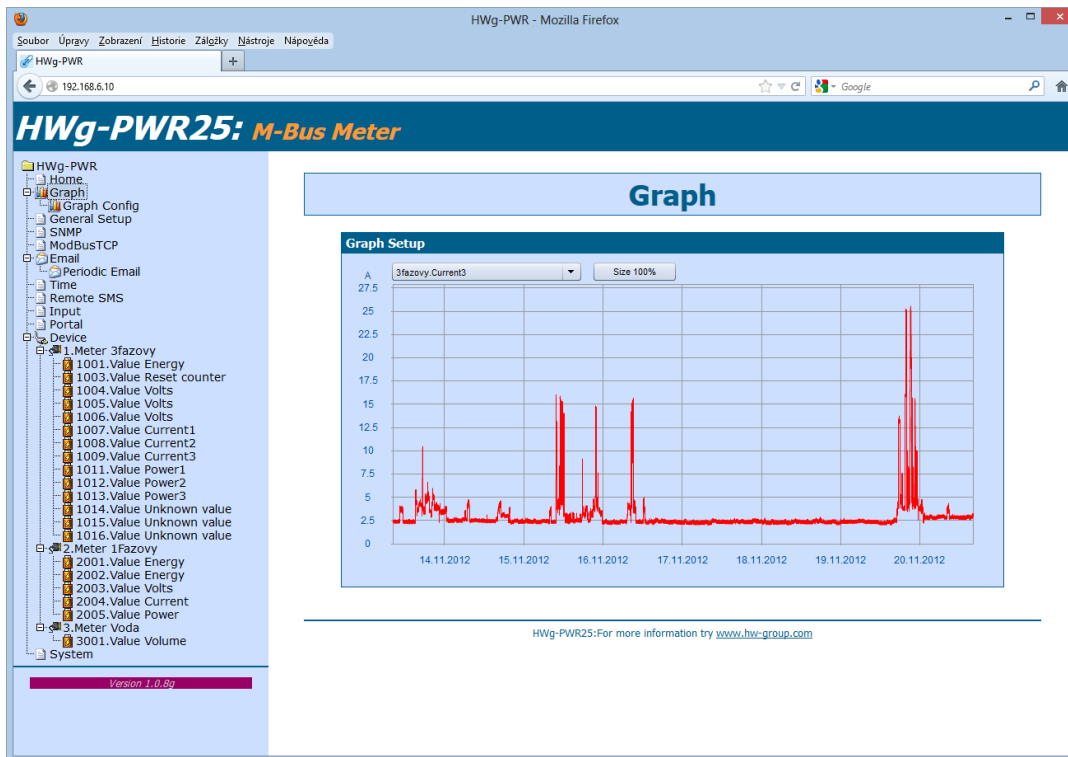 HWg-PWR - Mozilla Firefox
Soubor Úpravy Zobrazení Historie Záložky Nástroje Nápověda
HWg-PWR
192.168.6.10
Google
HWg-PWR25: M-Bus Meter
HWg-PWR
Home
Graph
Graph Config
General Setup
SNMP
ModBusTCP
Email
Periodic Email
Time
Remote SMS
Input
Portal
Device
1.Meter 3fazovy
1001.Value Energy
1003.Value Reset counter
1004.Value Volts
1005.Value Volts
1006.Value Volts
1007.Value Current1
1008.Value Current2
1009.Value Current3
1011.Value Power1
1012.Value Power2
1013.Value Power3
1014.Value Unknown value
1015.Value Unknown value
1016.Value Unknown value
2.Meter 1Fazovy
2001.Value Energy
2002.Value Energy
2003.Value Volts
2004.Value Current
2005.Value Power
3.Meter Voda
3001.Value Volume
System
Version 1.0.8g
Graph
Graph Setup
A
3fazovy.Current3
Size 100%
27.5
25
22.5
20
17.5
15
12.5
10
7.5
5
2.5
0
14.11.2012 15.11.2012 16.11.2012 17.11.2012 18.11.2012 19.11.2012 20.11.2012
HWg-PWR25:For more information try www.hw-group.com